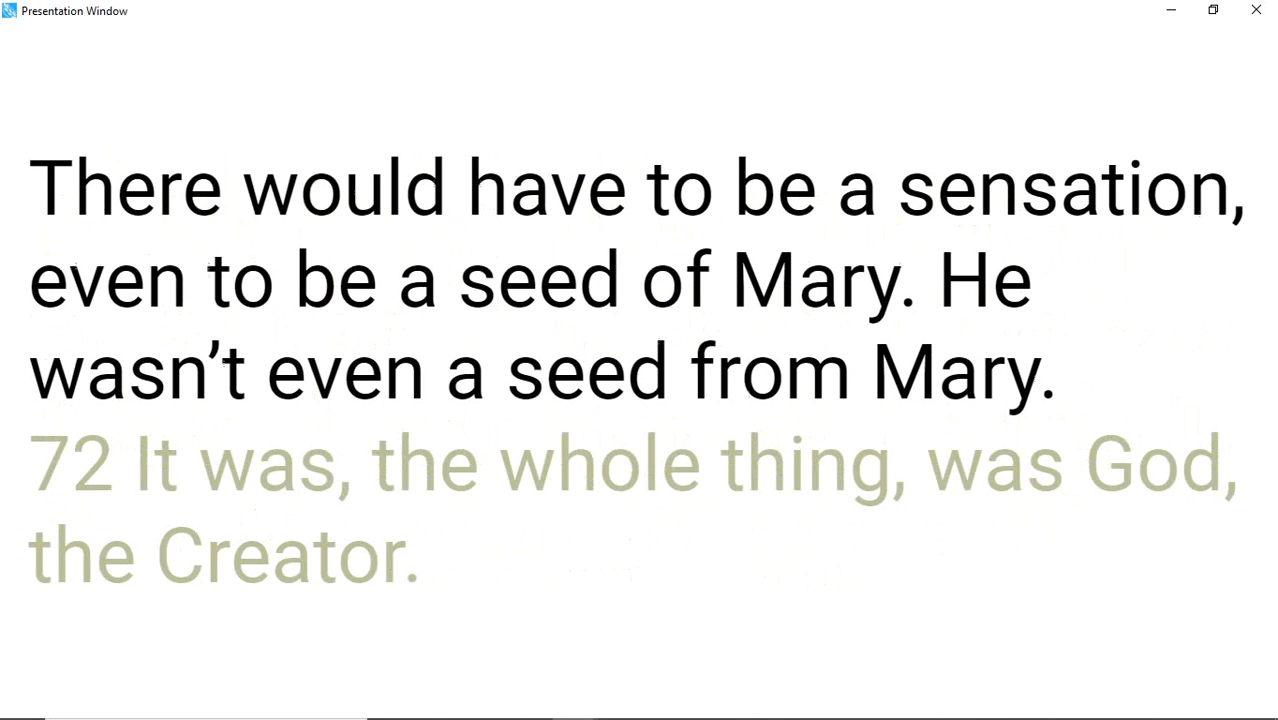 Presentation Window
There would have to be a sensation,
even to be a seed of Mary. He
wasn’t even a seed from Mary.
72 It was, the whole thing, was God,
the Creator.